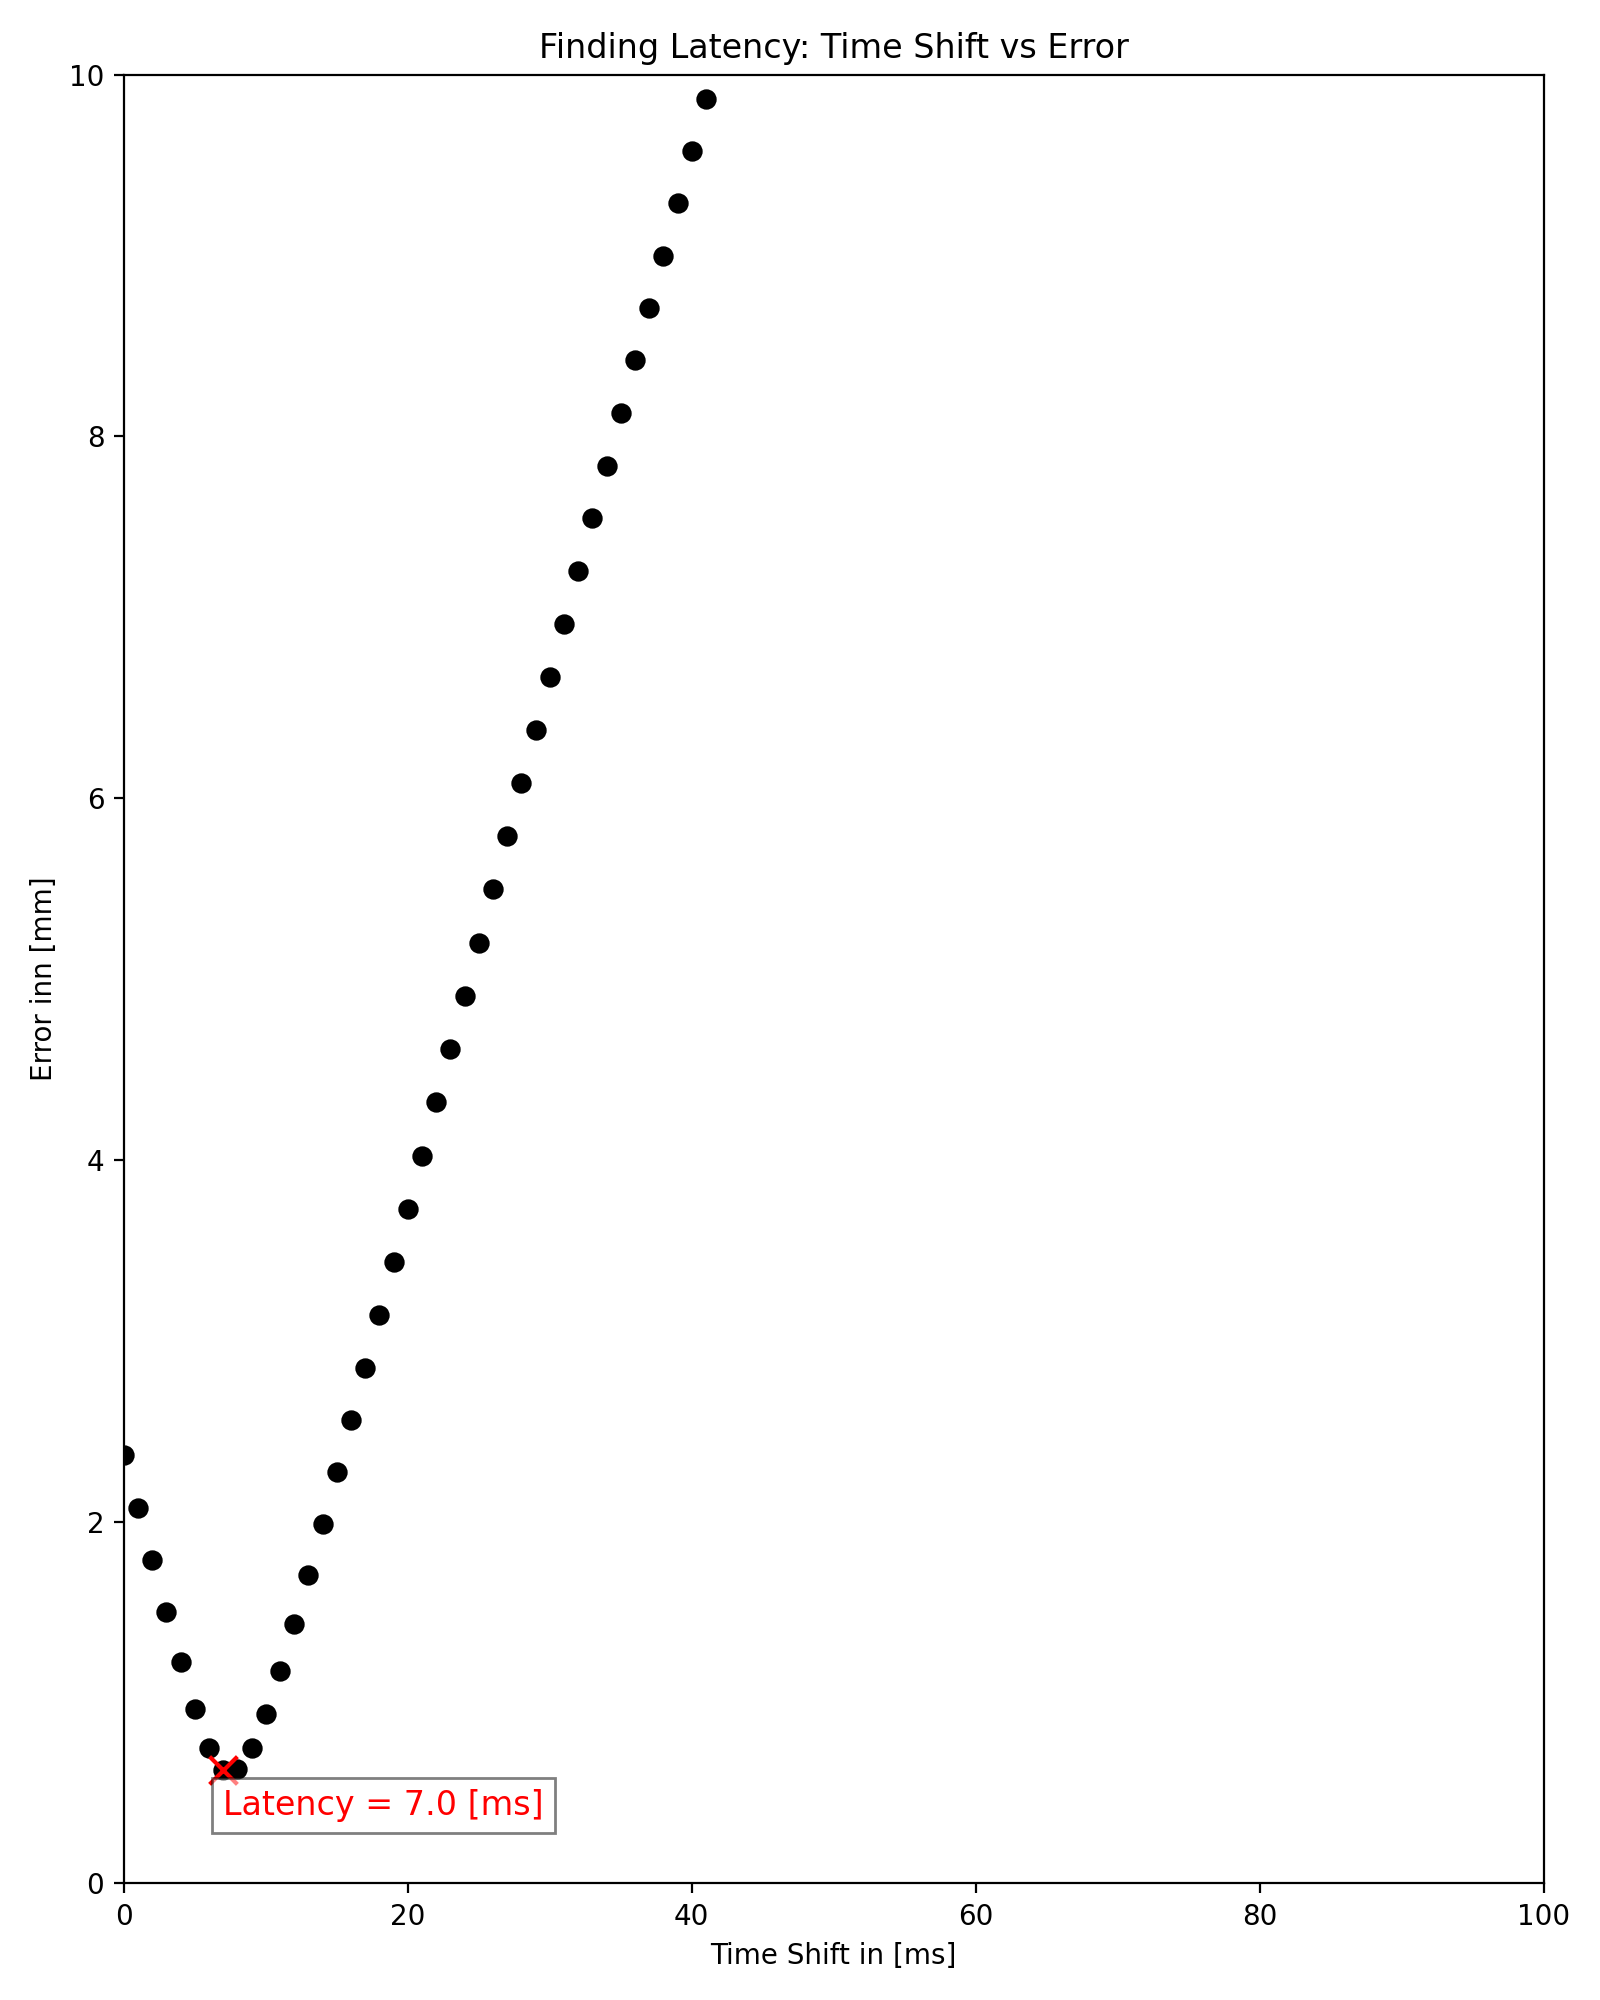 Finding Latency: Time Shift vs Error
10
8
6
4
2
0
Error inn [mm]
Latency = 7.0 [ms]
0 20 40 60 80 100
Time Shift in [ms]